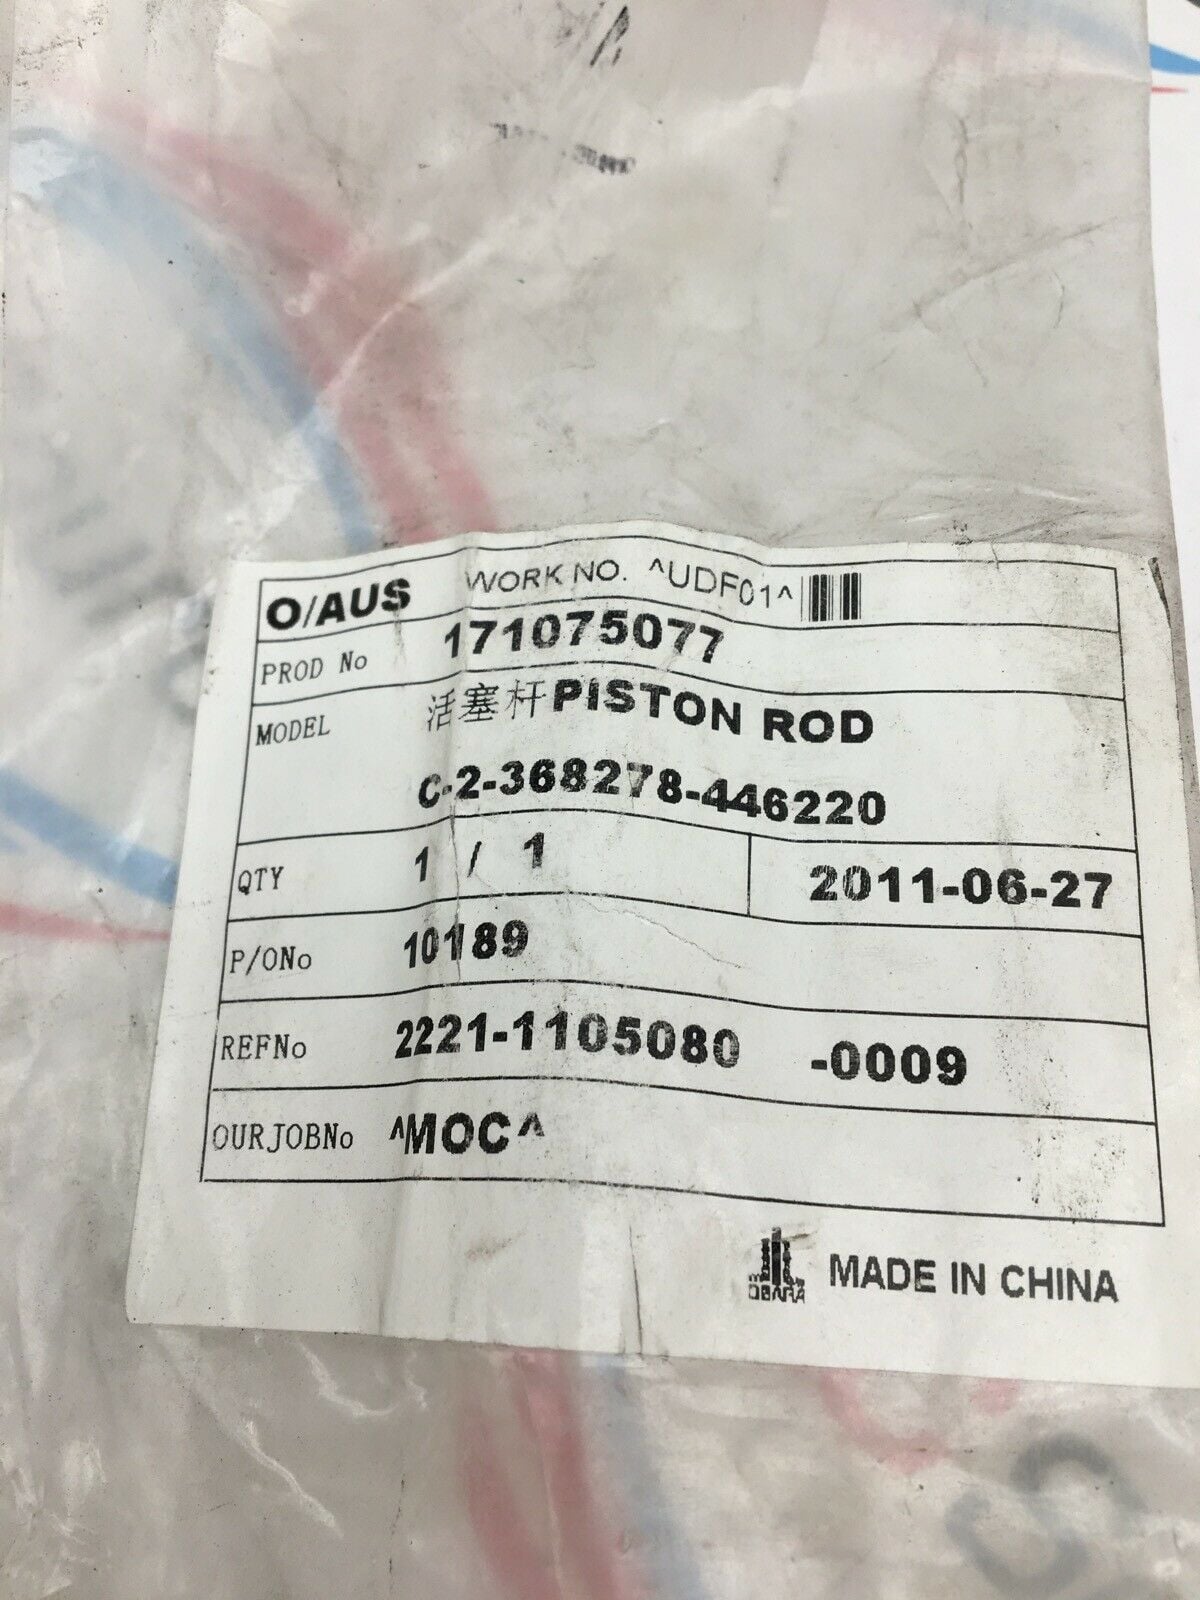 O/AUS WORK NO. ^UDF01^
PROD No 171075077
MODEL 活塞杆PISTON ROD
C-2-368278-446220
QTY 1 / 1 2011-06-27
P/ONo 10189
REFNo 2221-1105080 -0009
OURJOBNo ^MOC^
OBARA MADE IN CHINA